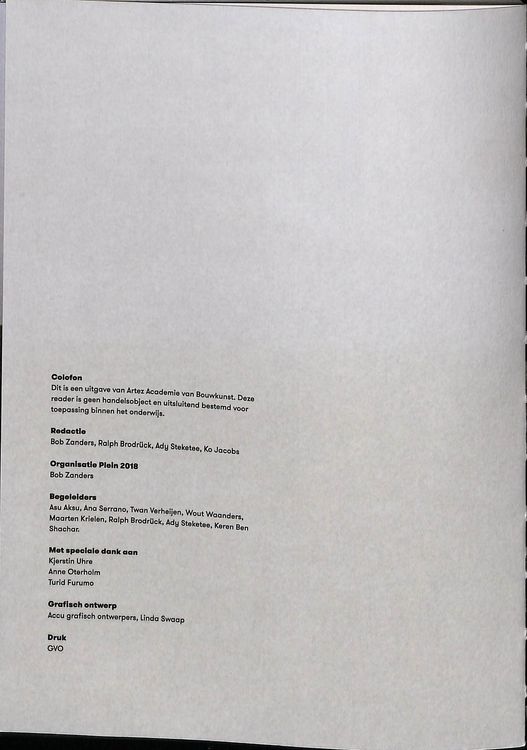 Colofon
Dit is een uitgave van Artez Academie van Bouwkunst. Deze
reader is geen handelsobject en uitsluitend bestemd voor
toepassing binnen het onderwijs.
Redactie
Bob Zanders, Ralph Brodrück, Ady Steketee, Ko Jacobs
Organisatie Plein 2018
Bob Zanders
Begeleiders
Asu Aksu, Ana Serrano, Twan Verheijen, Wout Waanders,
Maarten Krielen, Ralph Brodrück, Ady Steketee, Keren Ben
Shachar.
Met speciale dank aan
Kjerstin Uhre
Anne Oterholm
Turid Furumo
Grafisch ontwerp
Accu grafisch ontwerpers, Linda Swaap
Druk
GVO